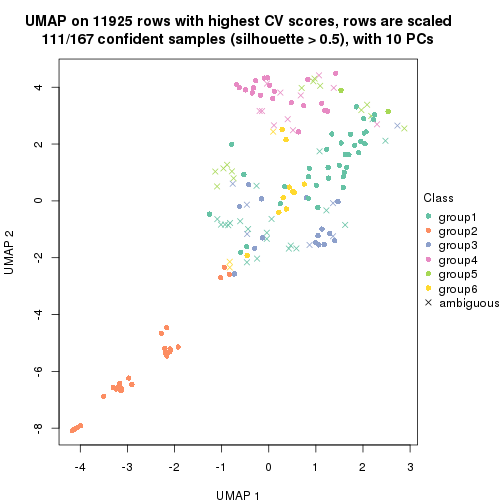 UMAP on 11925 rows with highest CV scores, rows are scaled
111/167 confident samples (silhouette > 0.5), with 10 PCs
4
2
0
-2
-4
-6
-8
UMAP 2
-4
-3
-2
-1
0
1
2
3
UMAP 1
Class
group1
group2
group3
group4
group5
group6
ambiguous